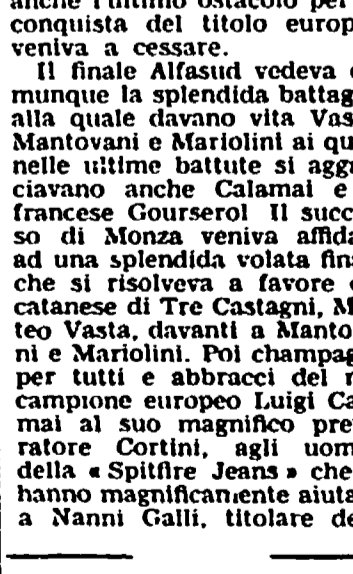 anche l'ultimo ostacolo per
conquista del titolo europ
veniva a cessare.
Il finale Alfasud vedeva
munque la splendida battag
alla quale davano vita Vas
Mantovani e Mariolini ai qu
nelle ultime battute si agg
ciavano anche Calamai e
francese Gourserol Il succ
so di Monza veniva affida
ad una splendida volata fin
che si risolveva a favore
catanese di Tre Castagni, M
teo Vasta, davanti a Manto
ni e Mariolini. Poi champag
per tutti e abbracci del
campione europeo Luigi Ca
mai al suo magnifico pre
ratore Cortini, agli uom
della « Spitfire Jeans » che
hanno magnificamente aiuta
a Nanni Galli, titolare de